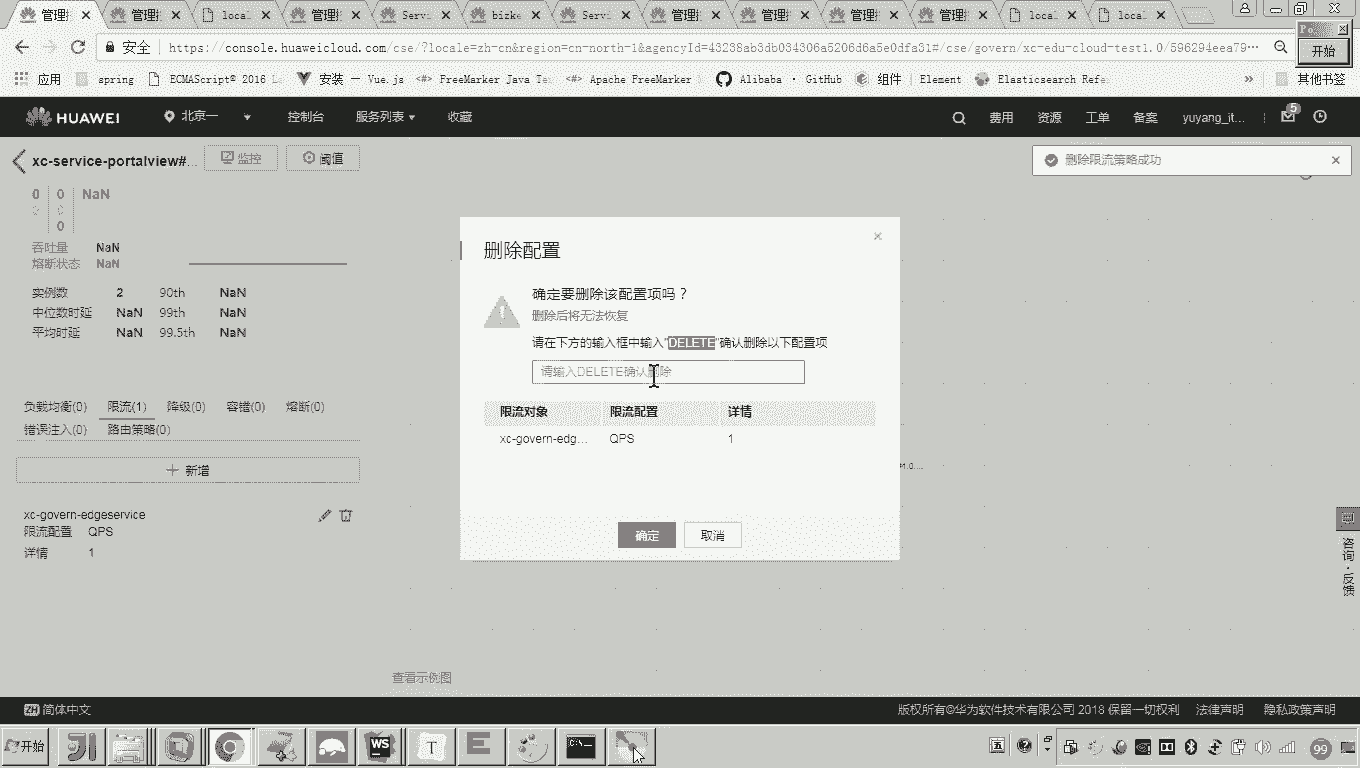 管理 管理 local 管理 Servi bizke Servi 管理 管理 管理 管理 local local
安全 https://console.huaweicloud.com/cse/?locale=zh-cn&region=cn-north-1&agencyId=43238ab3db034306a5206d6a5e0dfa31#/cse/govern/xc-edu-cloud-test1.0/596294eea79…
开始
应用 spring ECMAScript® 2016 L 安装 — Vue.js FreeMarker Java Te Apache FreeMarker Alibaba · GitHub 组件 | Element Elasticsearch Refe » 其他书签
HUAWEI 北京一 控制台 服务列表 收藏 费用 资源 工单 备案 yuyang_it... 5
xc-service-portalview#... 监控 阈值
删除限流策略成功
0 0 NaN
0
吞吐量 NaN
熔断状态 NaN
实例数 2 90th NaN
中位数时延 NaN 99th NaN
平均时延 NaN 99.5th NaN
负载均衡(0) 限流(1) 降级(0) 容错(0) 熔断(0)
错误注入(0) 路由策略(0)
新增
xc-govern-edgeservice
限流配置 QPS
详情 1
删除配置
确定要删除该配置项吗？
删除后将无法恢复
请在下方的输入框中输入"DELETE"确认删除以下配置项
请输入DELETE确认删除
限流对象 限流配置 详情
xc-govern-edg... QPS 1
确定 取消
咨询·反馈
查看示例图
ZH 简体中文 版权所有©华为软件技术有限公司 2018 保留一切权利 法律声明 隐私政策声明
开始 WS T 99